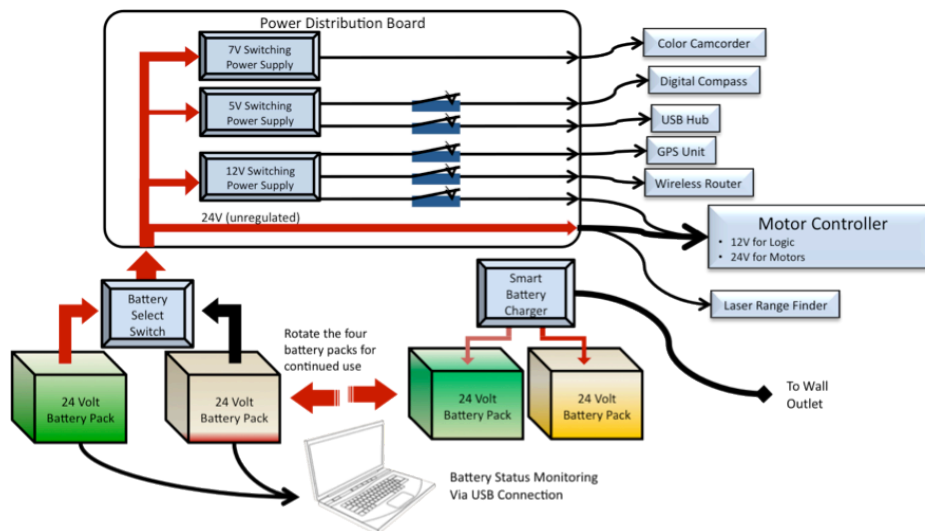 Power Distribution Board
7V Switching
Power Supply
Color Camcorder
Digital Compass
5V Switching
Power Supply
USB Hub
GPS Unit
12V Switching
Power Supply
Wireless Router
24V (unregulated)
Motor Controller
• 12V for Logic
• 24V for Motors
Battery
Select
Switch
Smart
Battery
Charger
Laser Range Finder
Rotate the four
battery packs for
continued use
24 Volt
Battery Pack
24 Volt
Battery Pack
24 Volt
Battery Pack
24 Volt
Battery Pack
To Wall
Outlet
Battery Status Monitoring
Via USB Connection